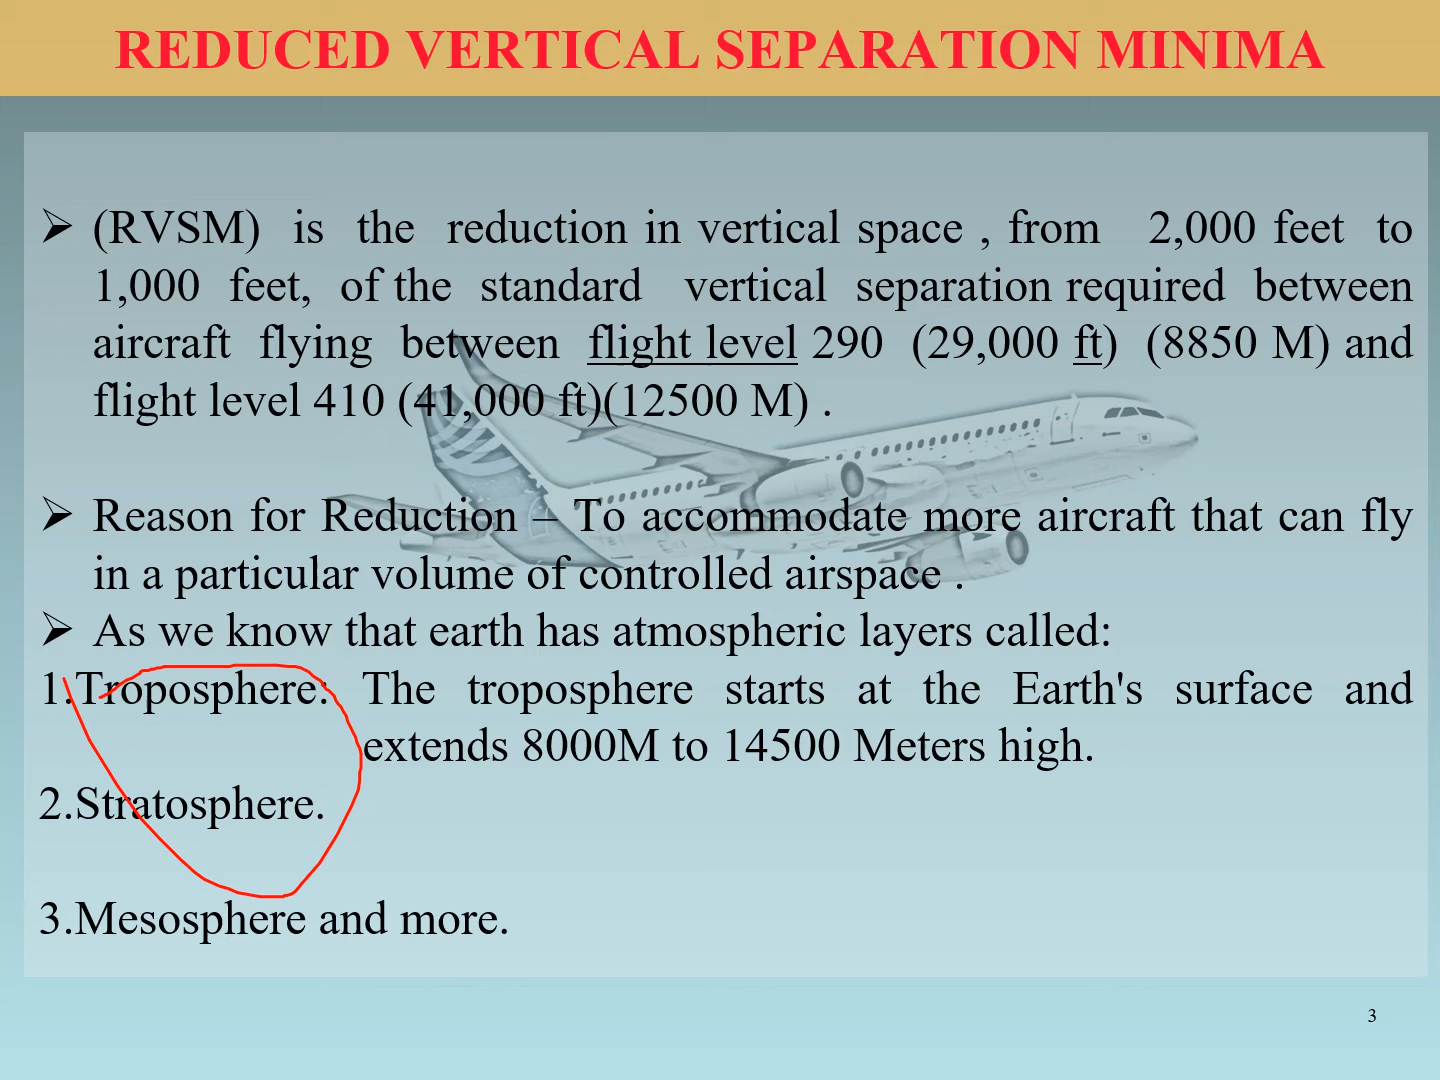 REDUCED VERTICAL SEPARATION MINIMA
➢ (RVSM) is the reduction in vertical space , from 2,000 feet to
1,000 feet, of the standard vertical separation required between
aircraft flying between flight level 290 (29,000 ft) (8850 M) and
flight level 410 (41,000 ft)(12500 M) .
➢ Reason for Reduction – To accommodate more aircraft that can fly
in a particular volume of controlled airspace .
➢ As we know that earth has atmospheric layers called:
1.Troposphere: The troposphere starts at the Earth's surface and
extends 8000M to 14500 Meters high.
2.Stratosphere.
3.Mesosphere and more.
3